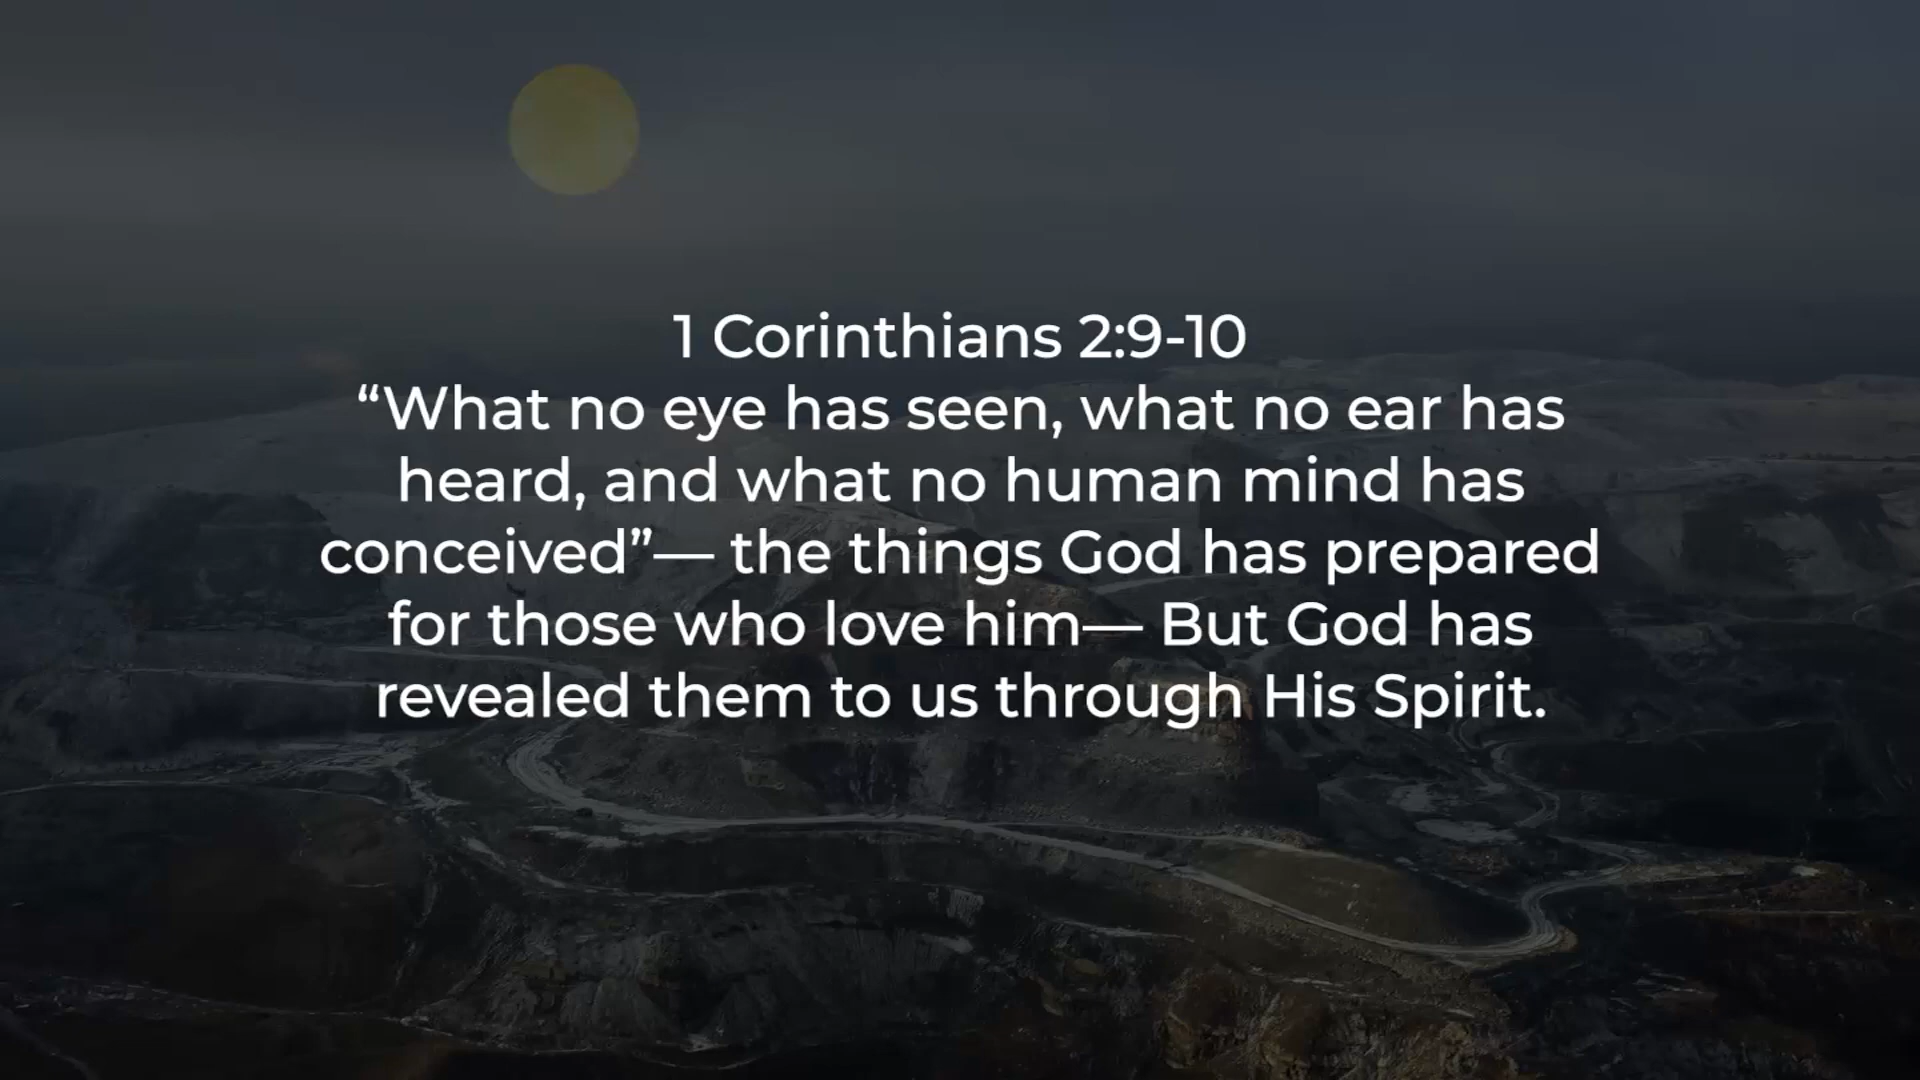 1 Corinthians 2:9-10
“What no eye has seen, what no ear has
heard, and what no human mind has
conceived”— the things God has prepared
for those who love him— But God has
revealed them to us through His Spirit.